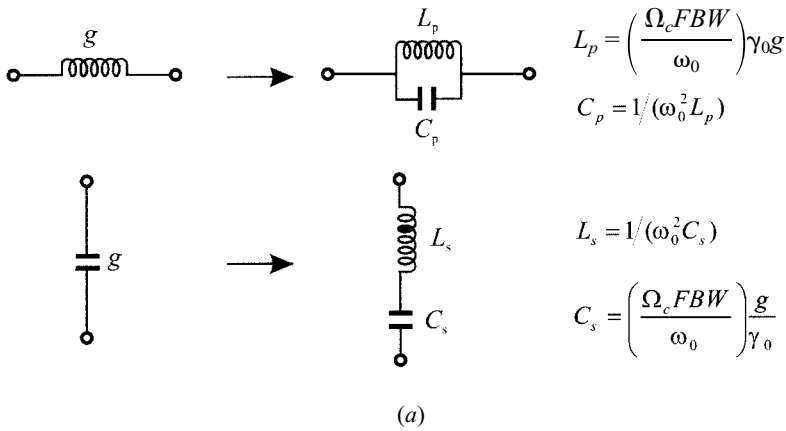 g
L_p
C_p
L_p = (Ω_c FBW / ω_0) γ_0 g
C_p = 1/(ω_0^2 L_p)
g
L_s
C_s
L_s = 1/(ω_0^2 C_s)
C_s = (Ω_c FBW / ω_0) g / γ_0
(a)